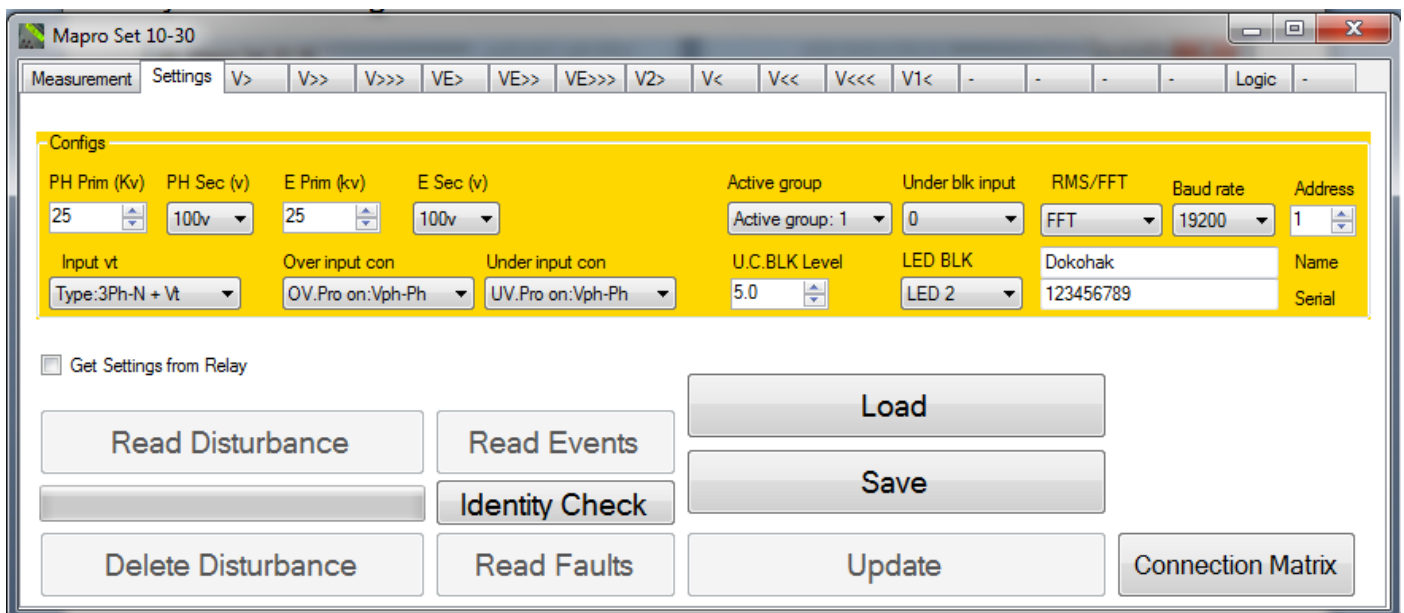 Mapro Set 10-30
Measurement Settings V> V>> V>>> VE> VE>> VE>>> V2> V< V<< V<<< V1< - - - - Logic -
Configs
PH Prim (Kv) PH Sec (v) E Prim (kv) E Sec (v) Active group Under blk input RMS/FFT Baud rate Address
25 100v 25 100v Active group: 1 0 FFT 19200 1
Input vt Over input con Under input con U.C.BLK Level LED BLK Dokohak Name
Type:3Ph-N + Vt OV.Pro on:Vph-Ph UV.Pro on:Vph-Ph 5.0 LED 2 123456789 Serial
Get Settings from Relay
Load
Read Disturbance Read Events
Save
Identity Check
Delete Disturbance Read Faults Update Connection Matrix